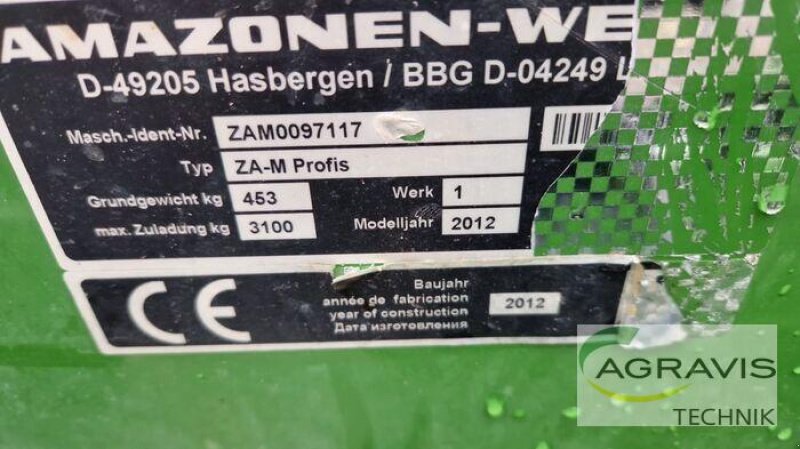 AMAZONEN-WE
D-49205 Hasbergen / BBG D-04249 L
Masch.-Ident-Nr. ZAM0097117
Typ ZA-M Profis
Grundgewicht kg 453 Werk 1
max. Zuladung kg 3100 Modelljahr 2012
CE
Baujahr
année de fabrication
year of construction
Дата изготовления
2012
AGRAVIS
TECHNIK